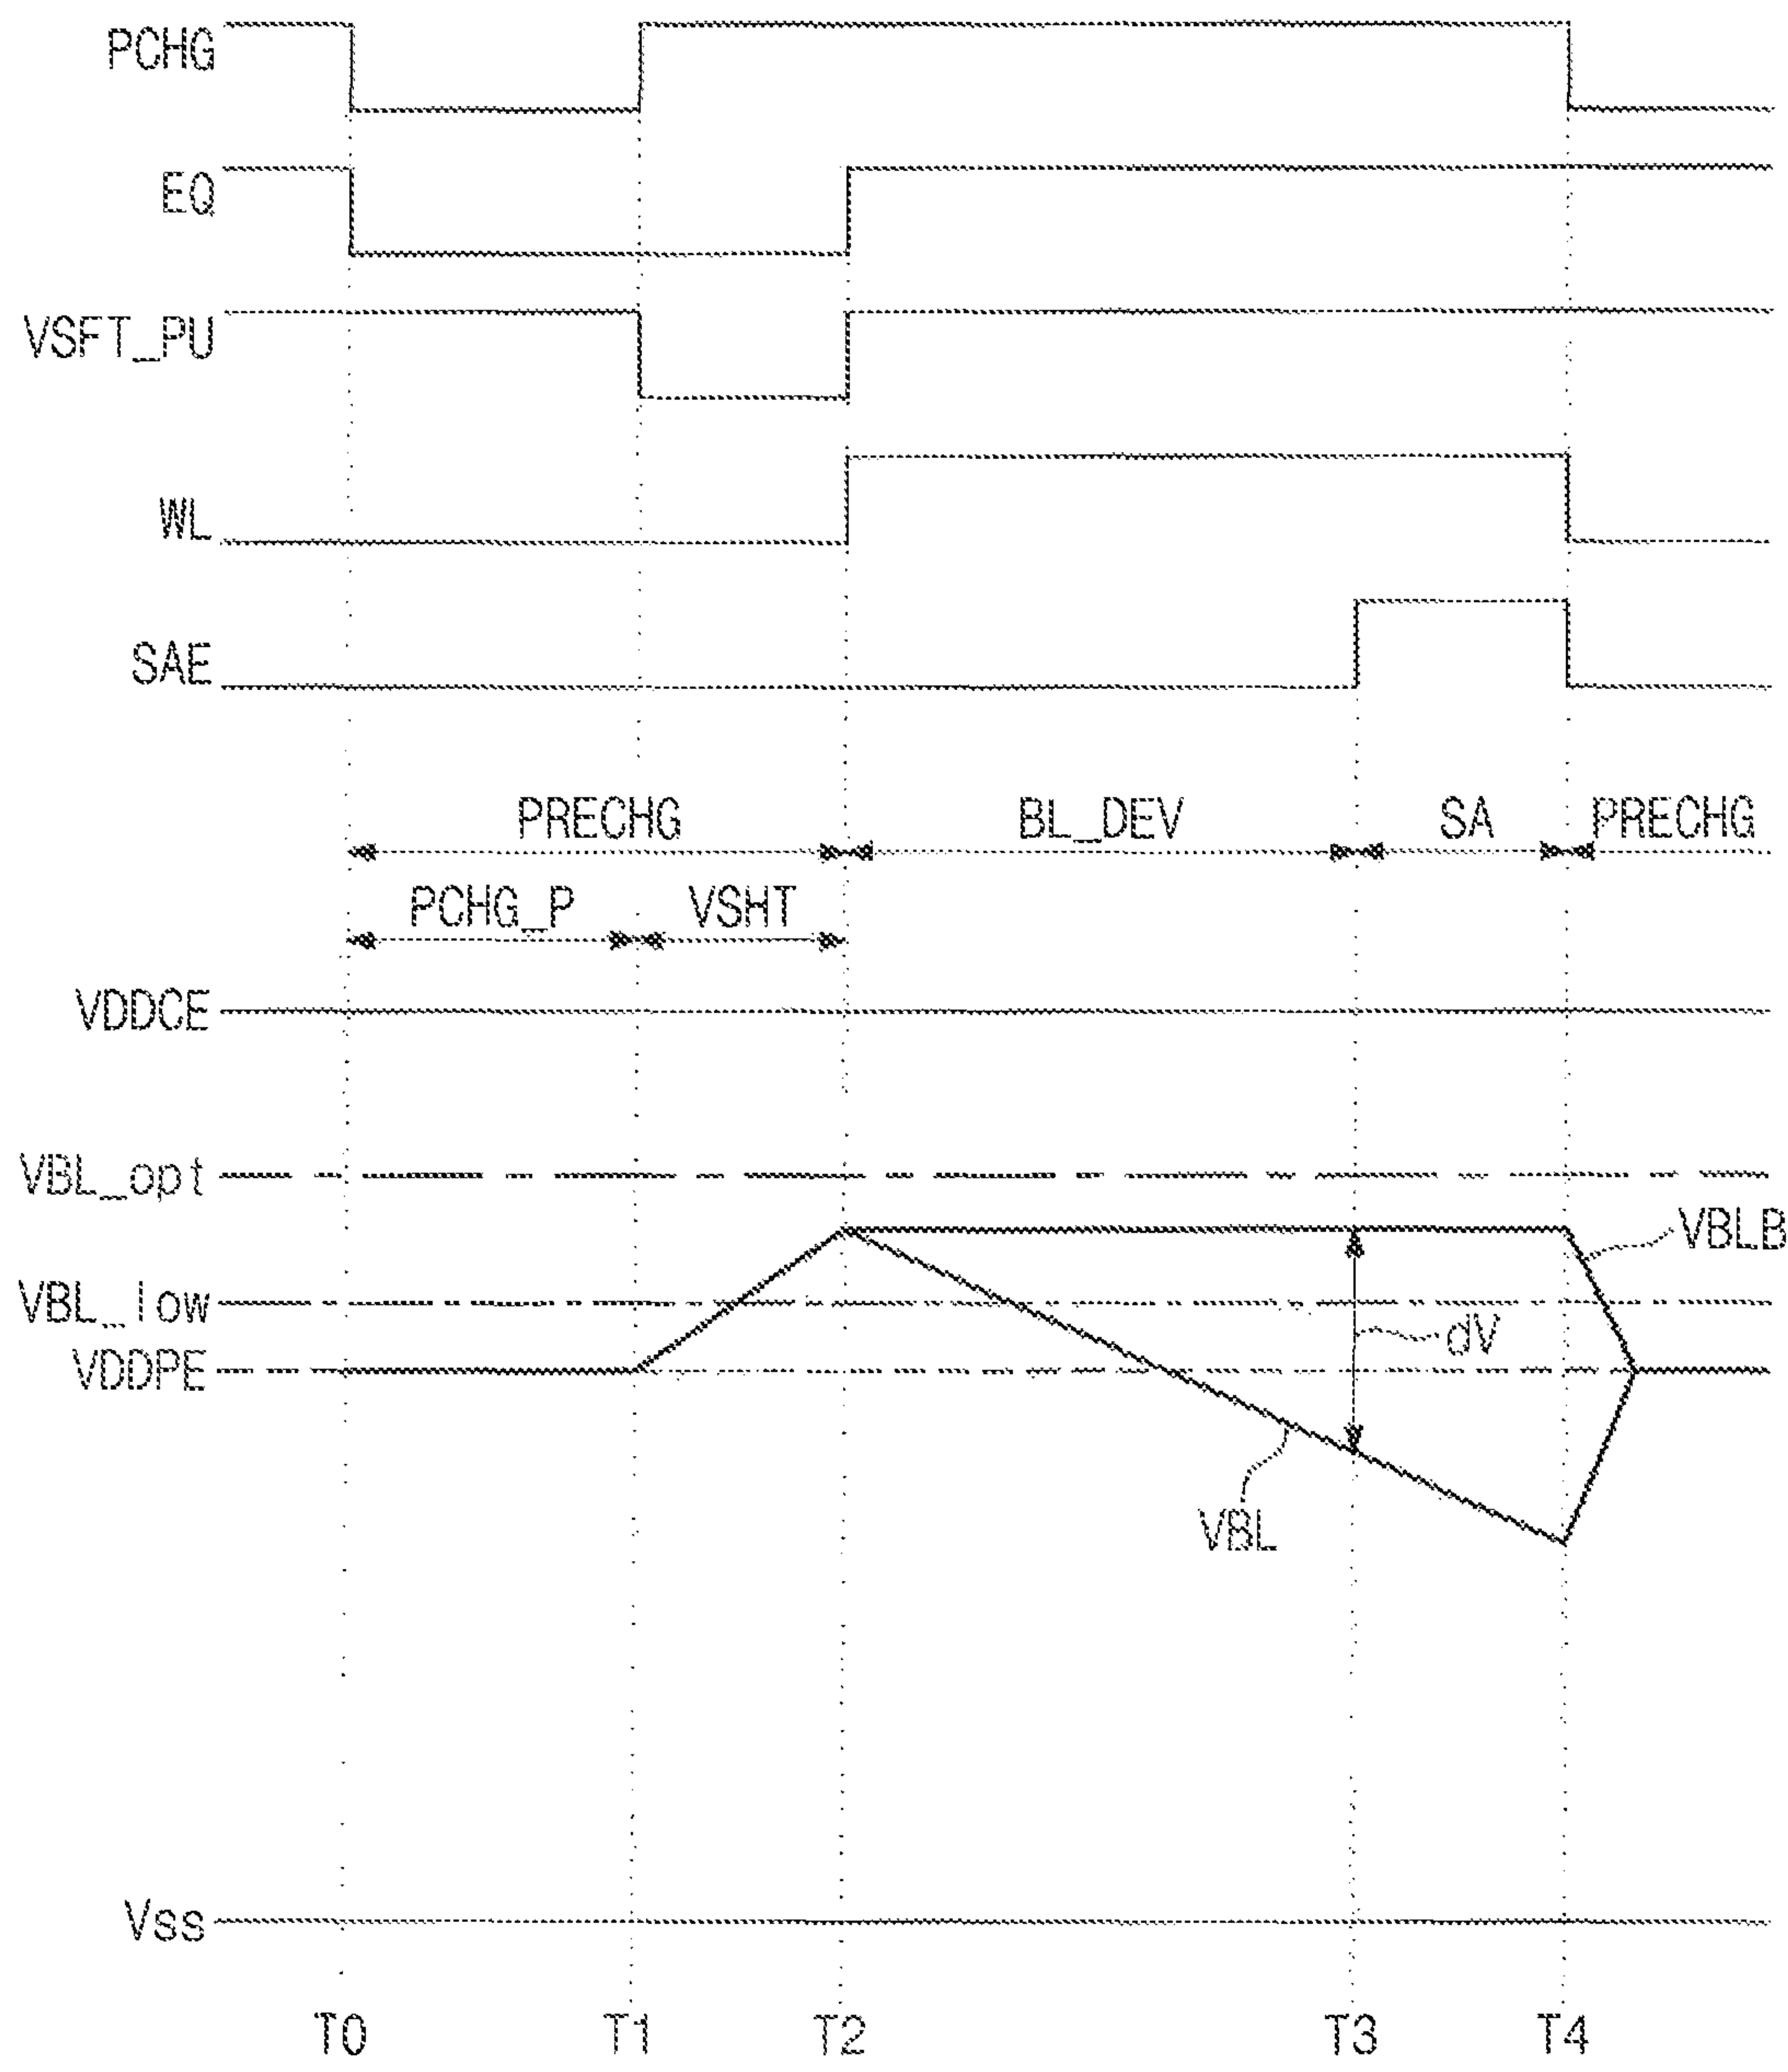 PCHG
EQ
VSFT_PU
WL
SAE
PRECHG BL_DEV SA PRECHG
PCHG_P VSHT
VDDCE
VBL_opt
VBLB
VBL_low
dV
VDDPE
VBL
Vss
T0 T1 T2 T3 T4